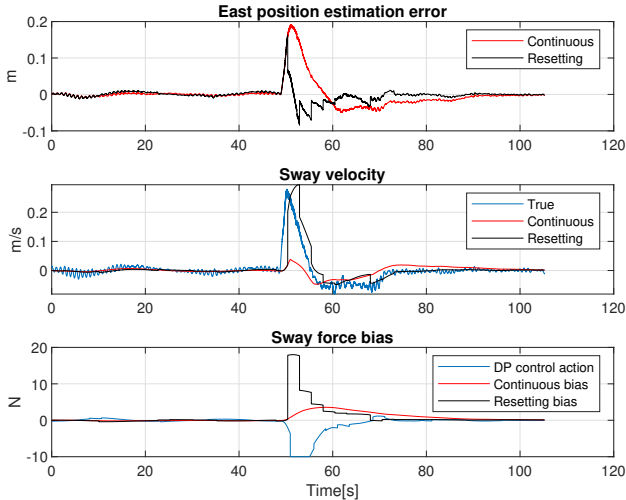 East position estimation error
0.2
0.1
0
-0.1
m
Continuous
Resetting
0 20 40 60 80 100 120
Sway velocity
0.2
0.1
0
m/s
True
Continuous
Resetting
0 20 40 60 80 100 120
Sway force bias
20
10
0
-10
N
DP control action
Continuous bias
Resetting bias
0 20 40 60 80 100 120
Time[s]